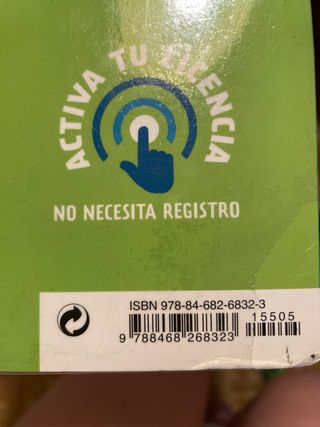 ACTIVA TU LICENCIA
NO NECESITA REGISTRO
ISBN 978-84-682-6832-3
15505
9 788468 268323